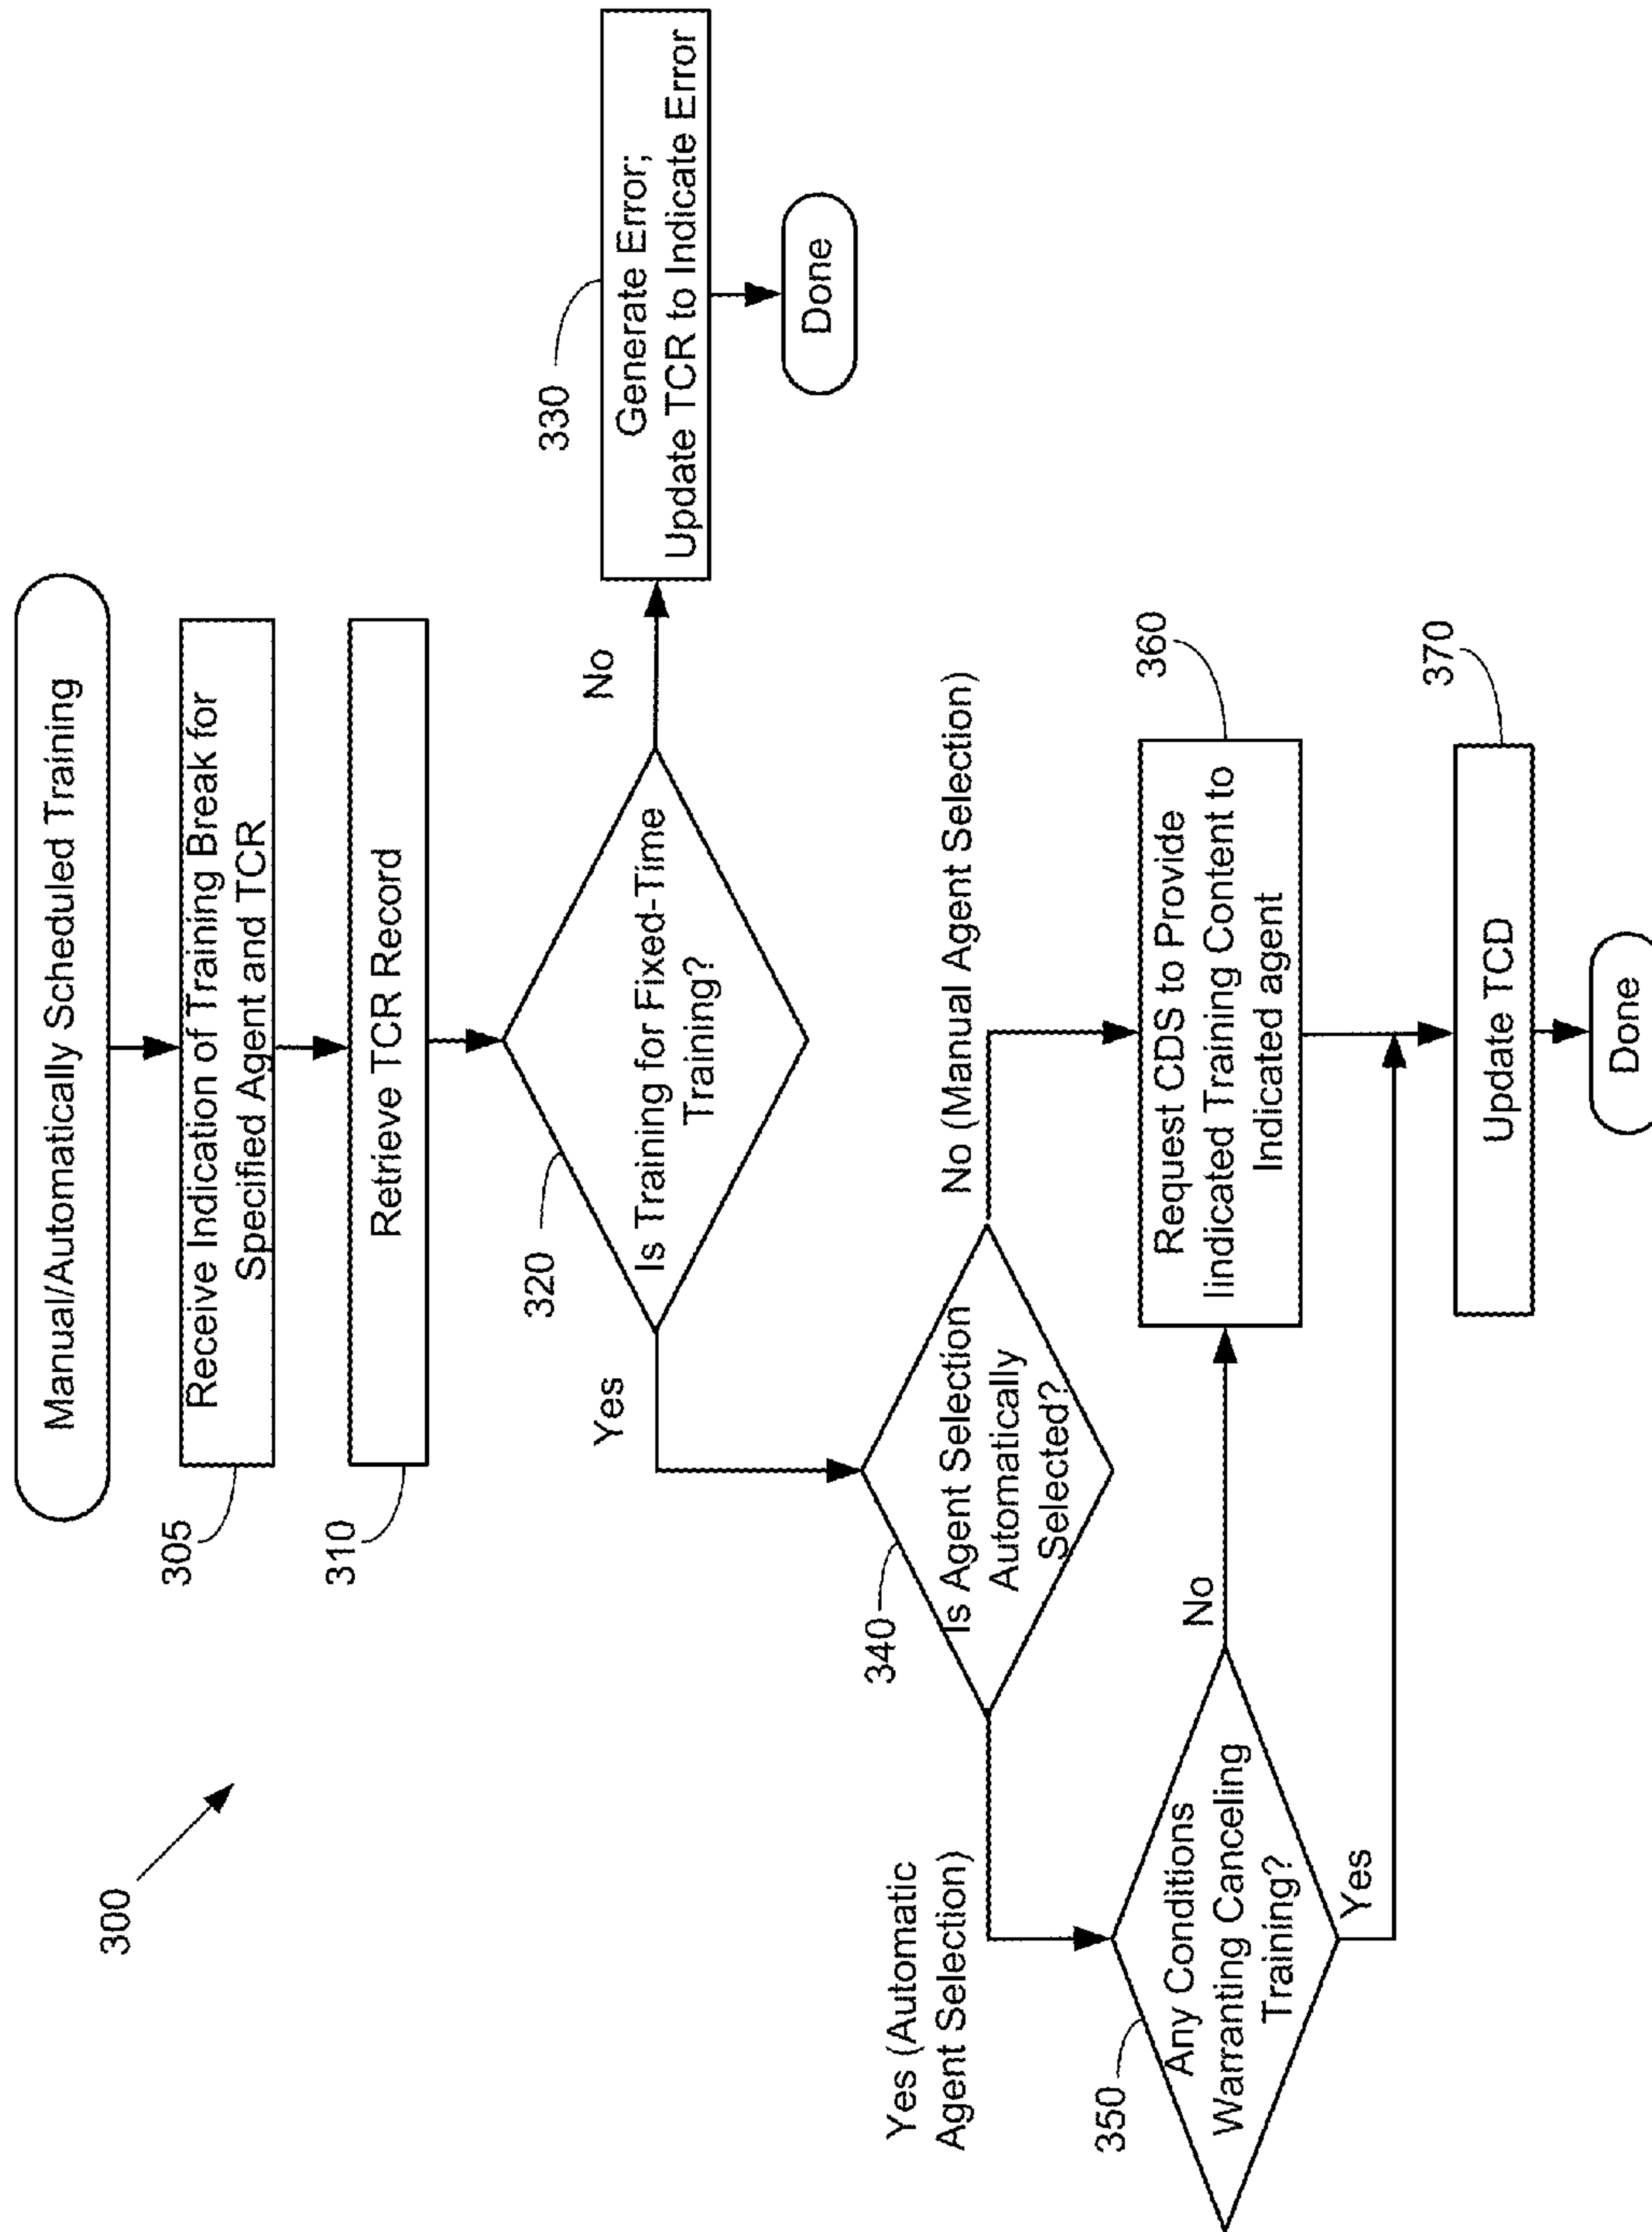 300
Manual/Automatically Scheduled Training
305
Receive Indication of Training Break for
Specified Agent and TCR
310
Retrieve TCR Record
320
Is Training for Fixed-Time
Training?
No
330
Generate Error;
Update TCR to Indicate Error
Done
Yes
340
Is Agent Selection
Automatically
Selected?
No (Manual Agent Selection)
Yes (Automatic
Agent Selection)
350
Any Conditions
Warranting Canceling
Training?
No
Yes
360
Request CDS to Provide
Iindicated Training Content to
Indicated agent
370
Update TCD
Done